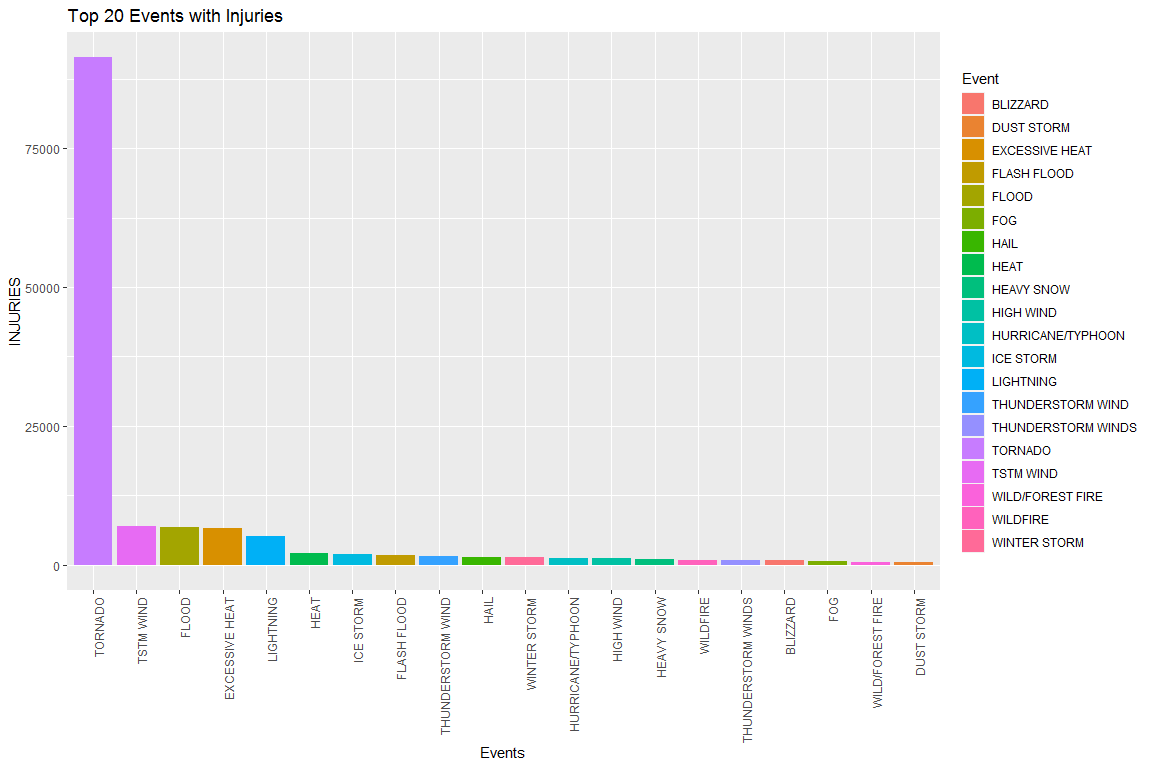 Top 20 Events with Injuries
INJURIES
75000
50000
25000
0
TORNADO
TSTM WIND
FLOOD
EXCESSIVE HEAT
LIGHTNING
HEAT
ICE STORM
FLASH FLOOD
THUNDERSTORM WIND
HAIL
WINTER STORM
HURRICANE/TYPHOON
HIGH WIND
HEAVY SNOW
WILDFIRE
THUNDERSTORM WINDS
BLIZZARD
FOG
WILD/FOREST FIRE
DUST STORM
Events
Event
BLIZZARD
DUST STORM
EXCESSIVE HEAT
FLASH FLOOD
FLOOD
FOG
HAIL
HEAT
HEAVY SNOW
HIGH WIND
HURRICANE/TYPHOON
ICE STORM
LIGHTNING
THUNDERSTORM WIND
THUNDERSTORM WINDS
TORNADO
TSTM WIND
WILD/FOREST FIRE
WILDFIRE
WINTER STORM